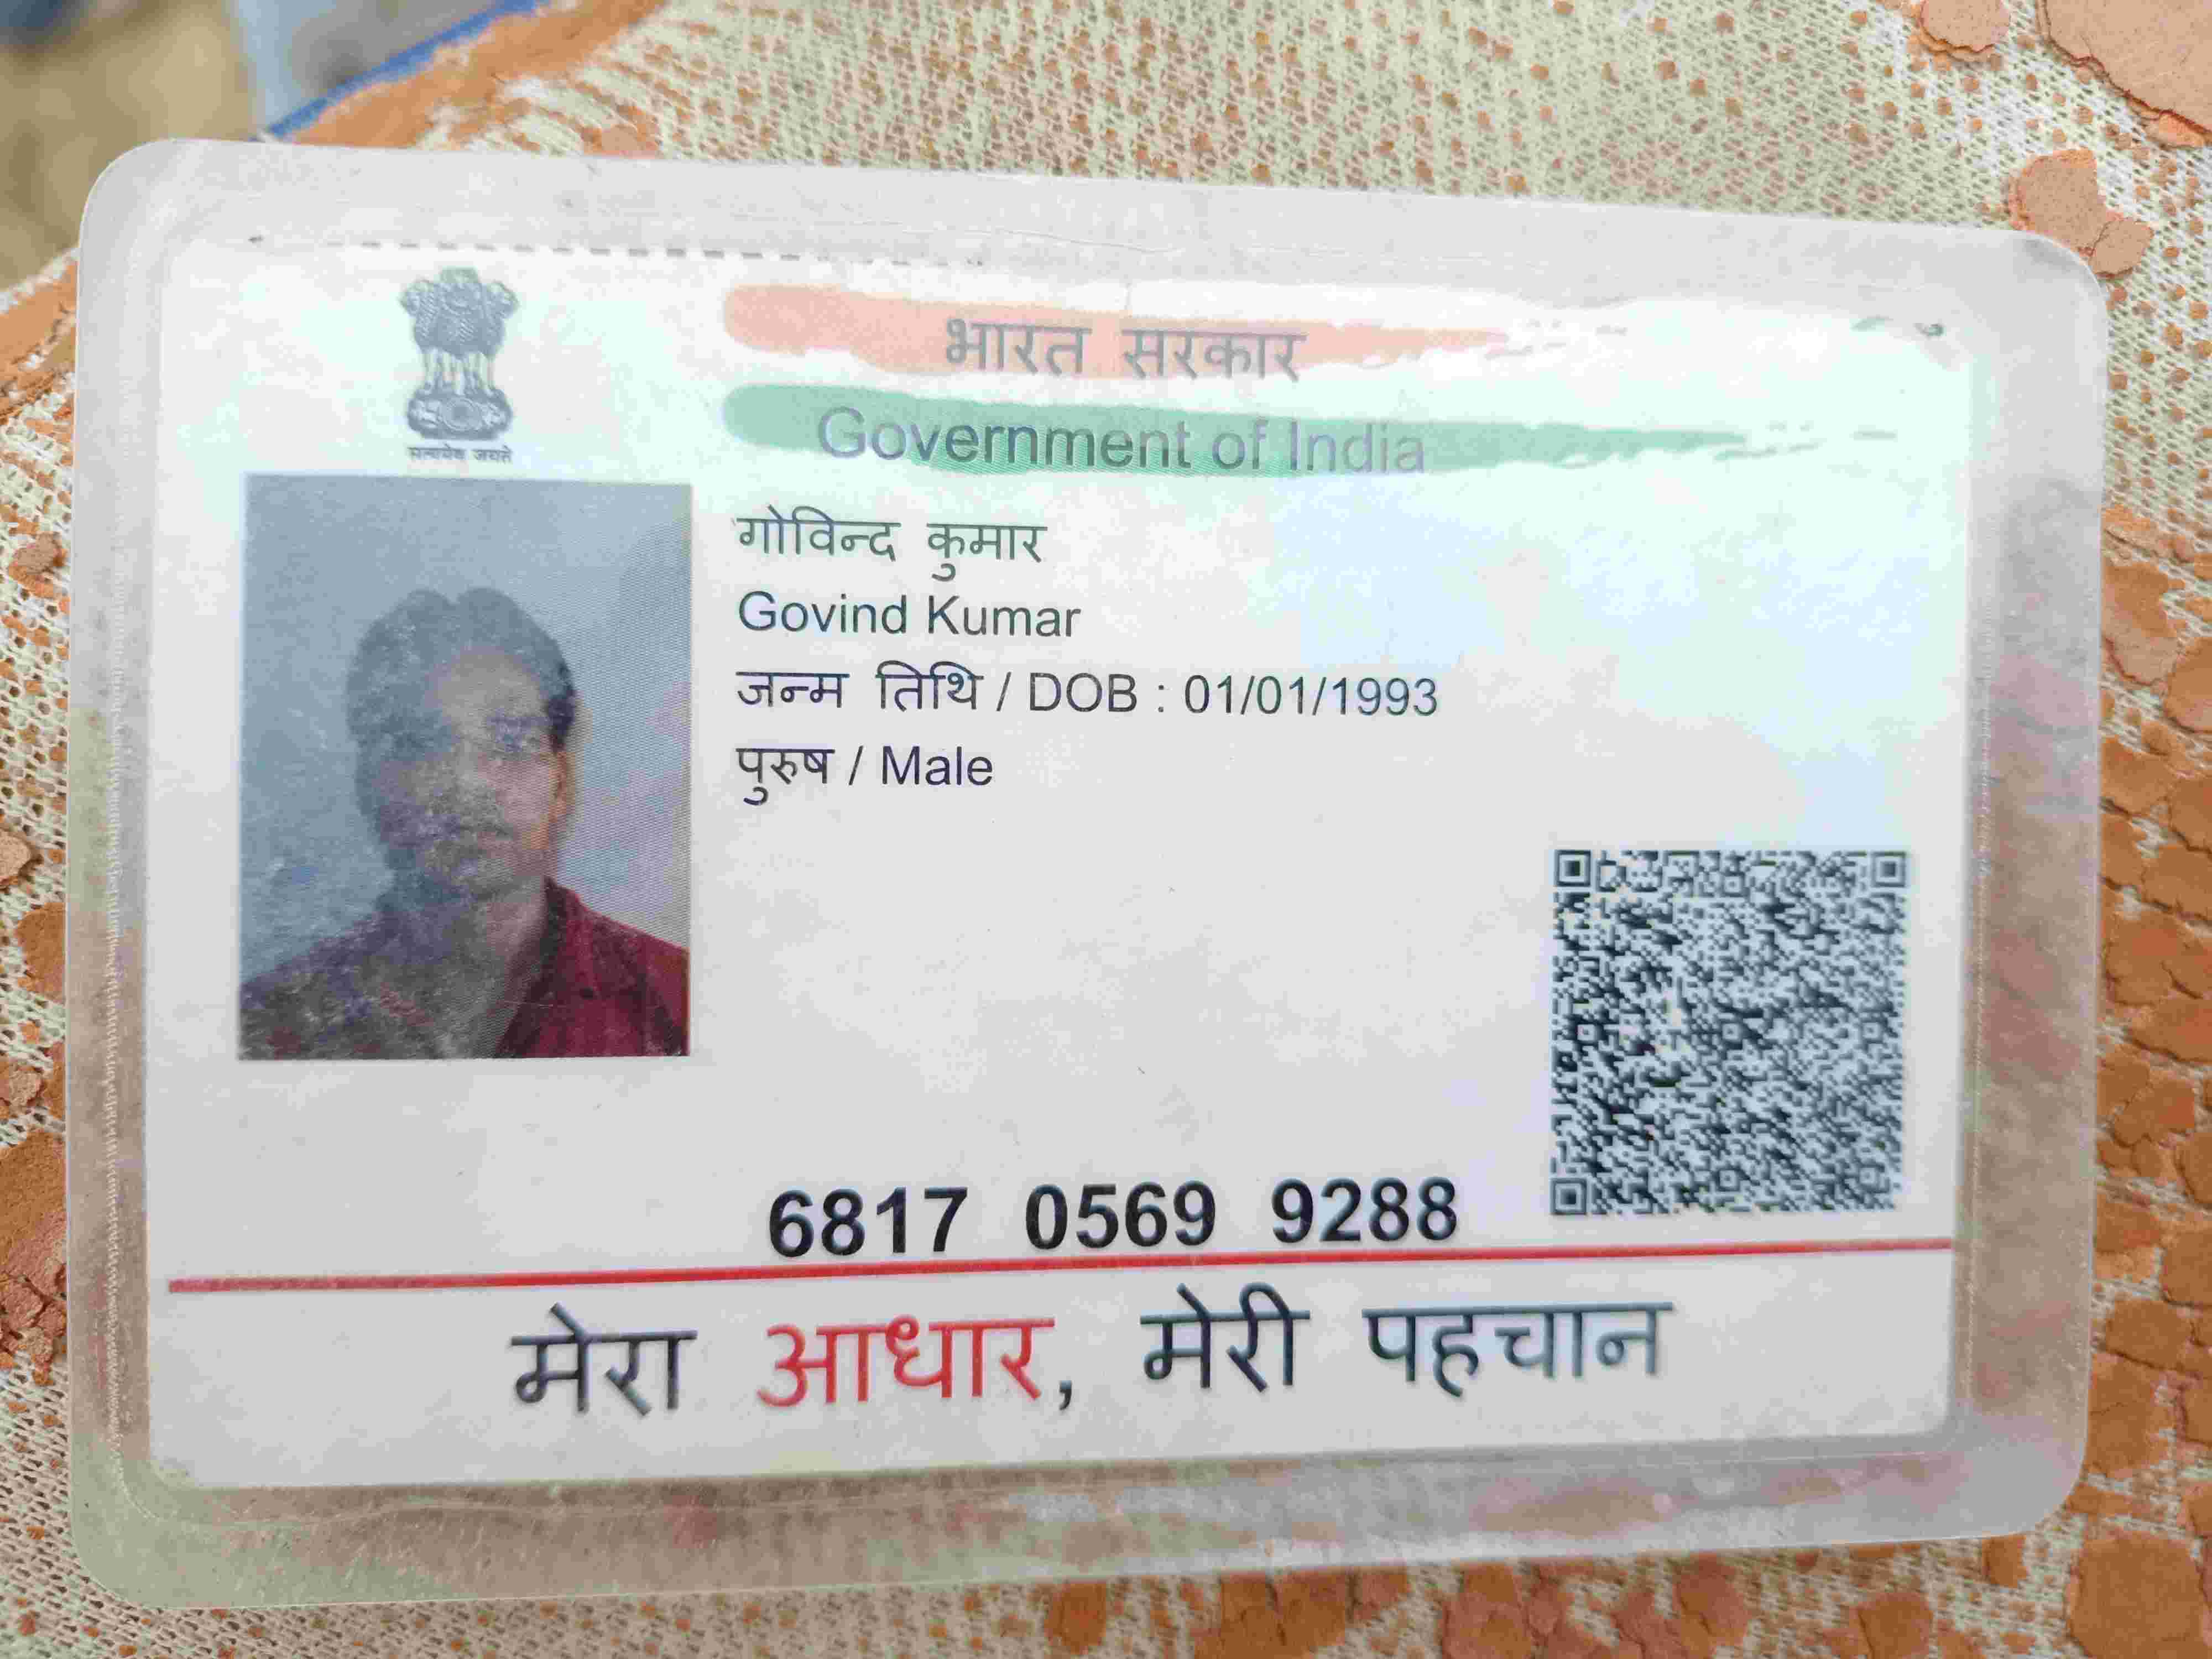 सत्यमेव जयते
भारत सरकार
Government of India
गोविन्द कुमार
Govind Kumar
जन्म तिथि / DOB : 01/01/1993
पुरुष / Male
6817 0569 9288
मेरा आधार, मेरी पहचान